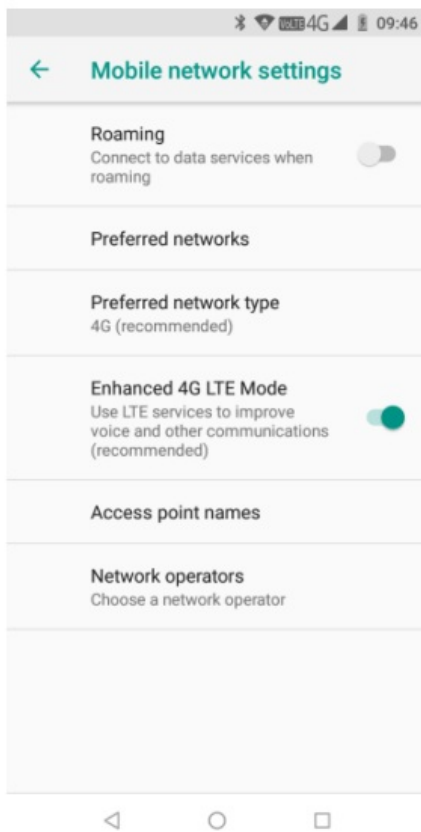 VoLTE 4G 09:46
Mobile network settings
Roaming
Connect to data services when
roaming
Preferred networks
Preferred network type
4G (recommended)
Enhanced 4G LTE Mode
Use LTE services to improve
voice and other communications
(recommended)
Access point names
Network operators
Choose a network operator